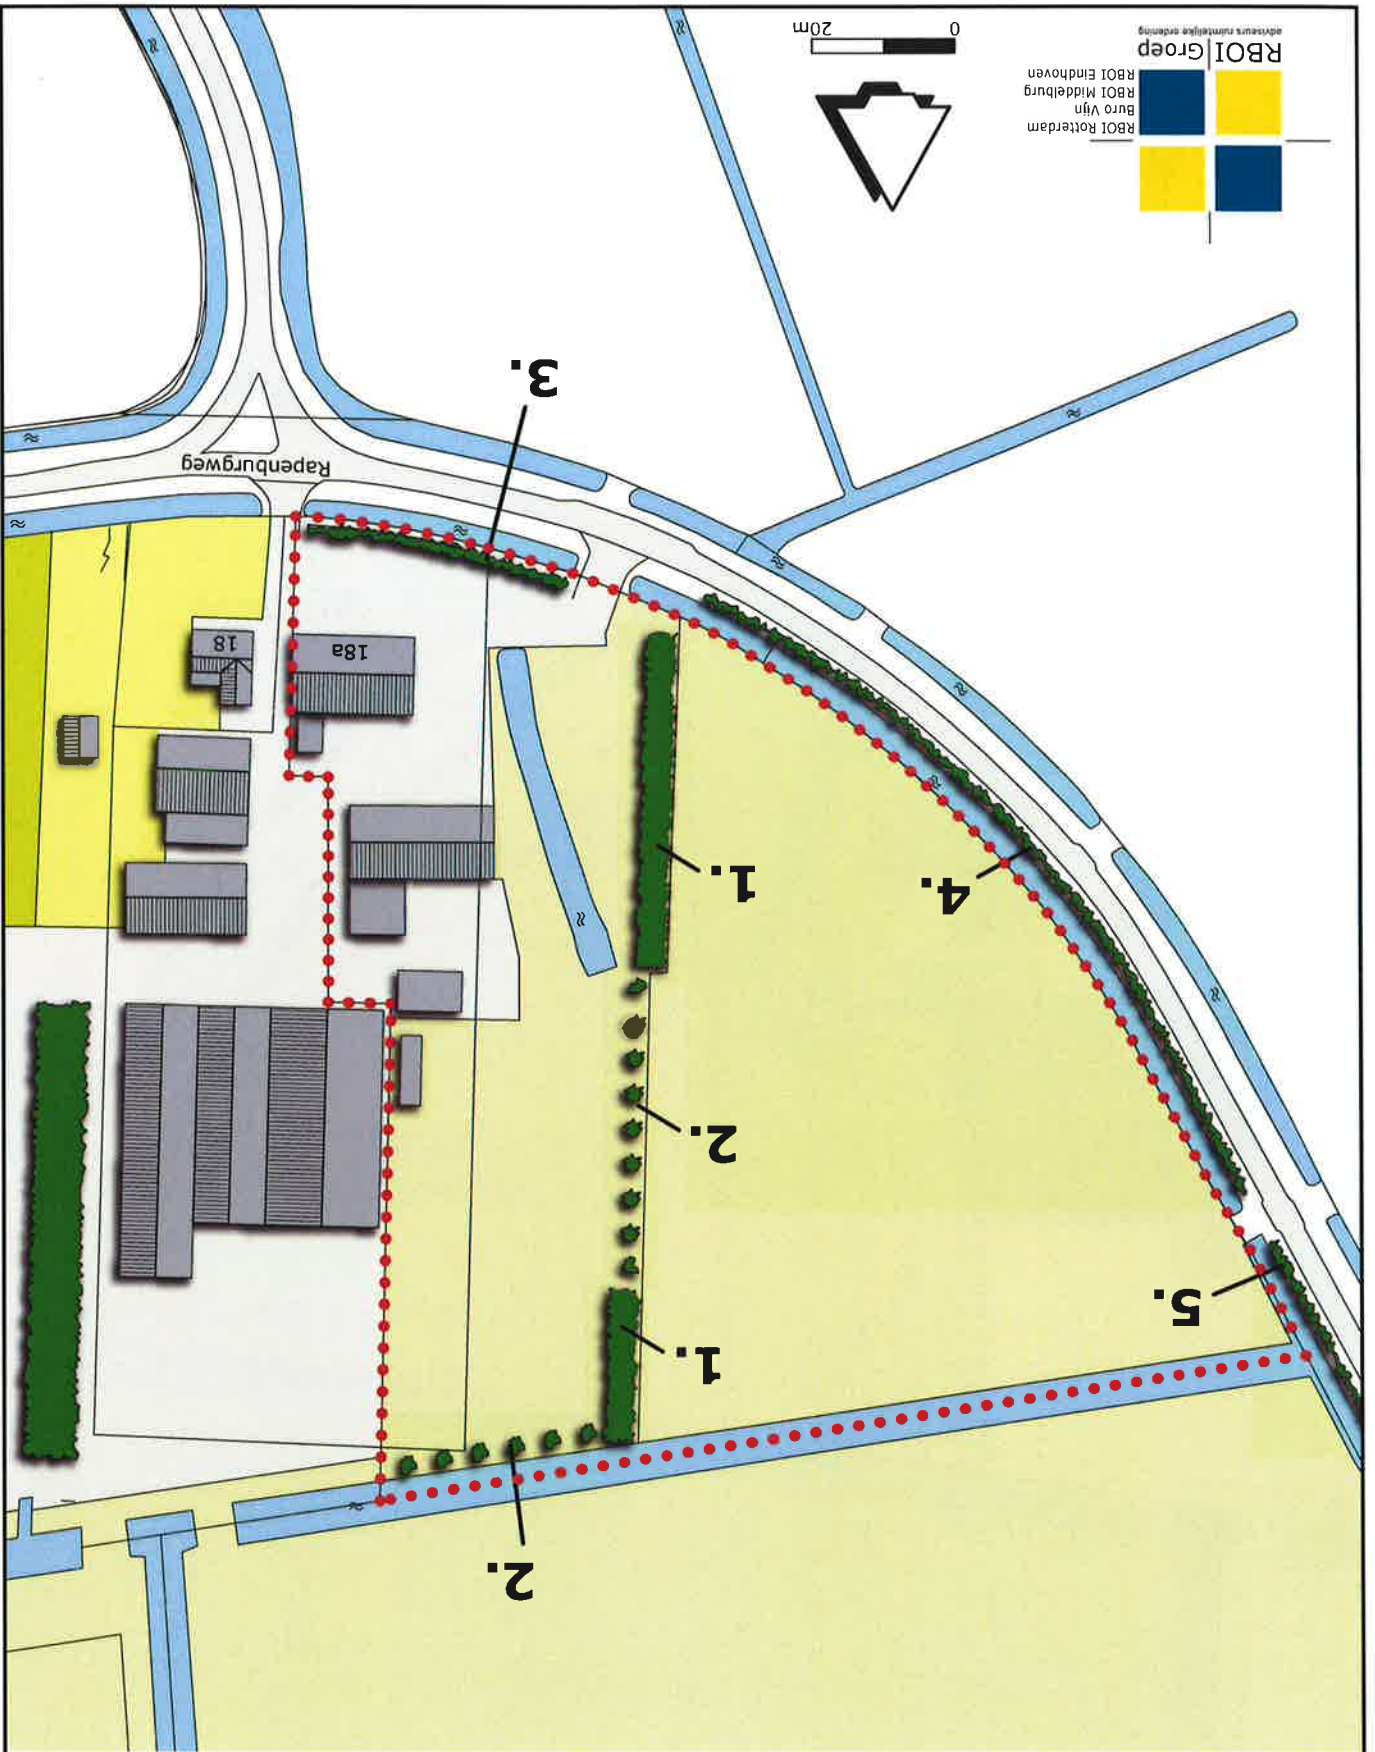 2.
1.
5.
2.
4.
1.
18a
18
Rapenburgweg
3.
RBOI Rotterdam
Buro Vijn
RBOI Middelburg
RBOI Eindhoven
RBOI Groep
adviseurs ruimtelijke ordening
0 20m